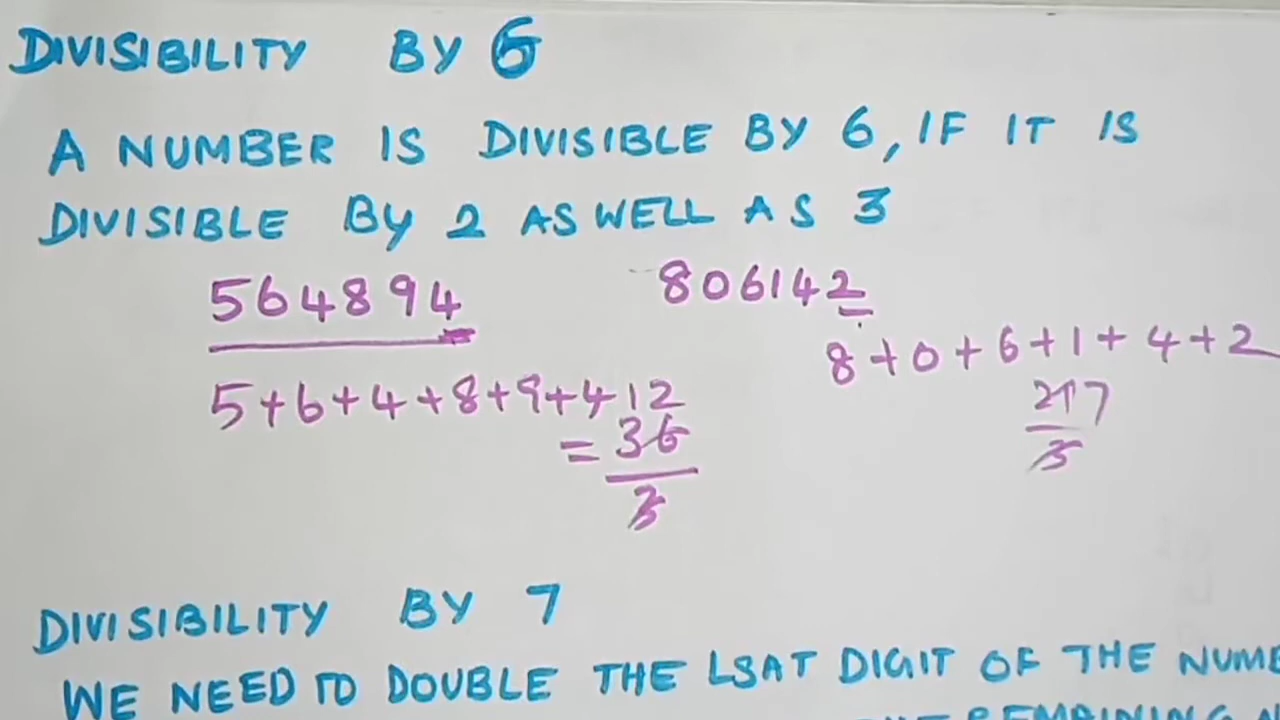 DIVISIBILITY BY 6
A NUMBER IS DIVISIBLE BY 6, IF IT IS
DIVISIBLE BY 2 AS WELL AS 3
564894 806142
8+0+6+1+4+2
5+6+4+8+9+4 12
217
= 36
3
3
DIVISIBILITY BY 7
WE NEED TO DOUBLE THE LSAT DIGIT OF THE NUMBE
REMAINING N